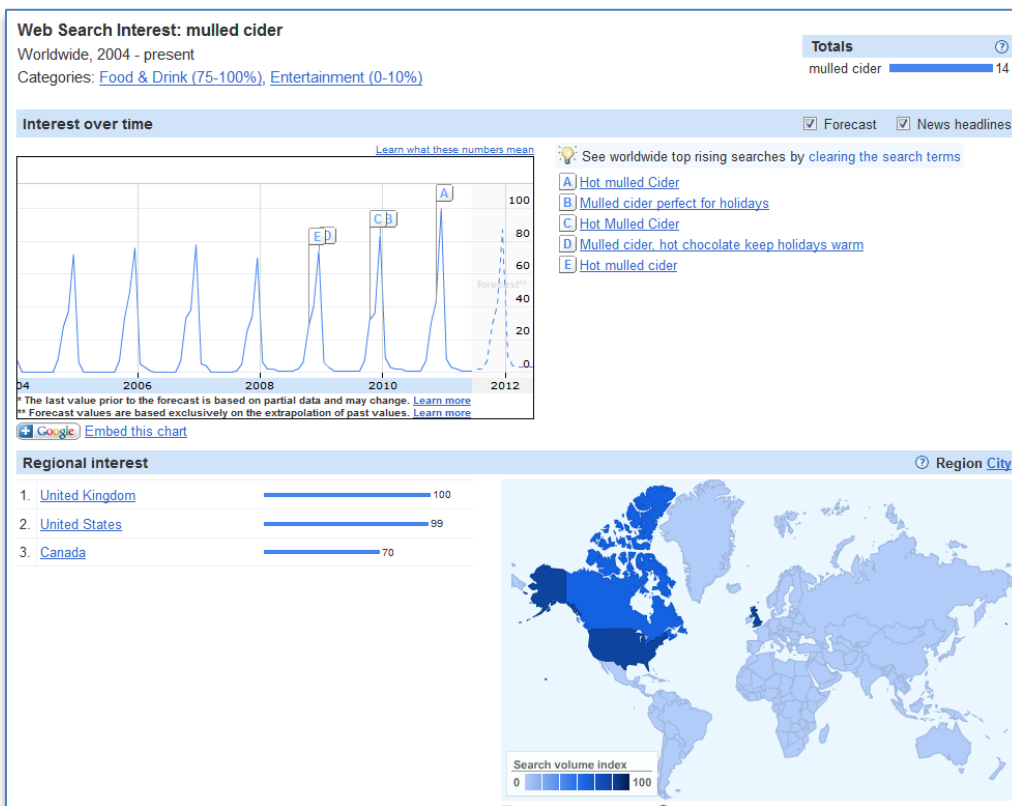 Web Search Interest: mulled cider
Worldwide, 2004 - present
Categories: Food & Drink (75-100%), Entertainment (0-10%)
Totals
mulled cider 14
Interest over time
Forecast News headlines
Learn what these numbers mean
A
C B
E D
100
80
60
40
20
0
forecast**
04 2006 2008 2010 2012
* The last value prior to the forecast is based on partial data and may change. Learn more
** Forecast values are based exclusively on the extrapolation of past values. Learn more
See worldwide top rising searches by clearing the search terms
A Hot mulled Cider
B Mulled cider perfect for holidays
C Hot Mulled Cider
D Mulled cider, hot chocolate keep holidays warm
E Hot mulled cider
Google Embed this chart
Regional interest
? Region City
1. United Kingdom 100
2. United States 99
3. Canada 70
Search volume index
0 100